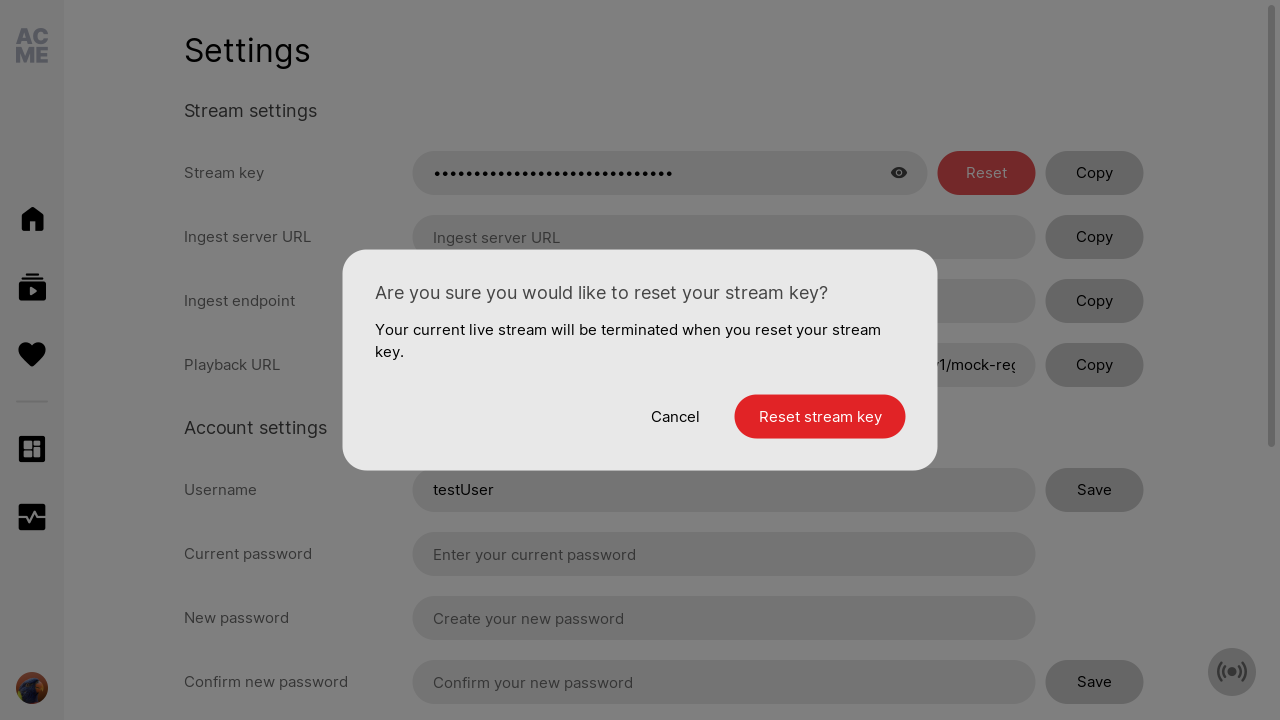 AC
ME
Settings
Stream settings
Stream key
••••••••••••••••••••••••••••••
Reset
Copy
Ingest server URL
Ingest server URL
Copy
Ingest endpoint
Copy
Playback URL
v1/mock-reg
Copy
Are you sure you would like to reset your stream key?
Your current live stream will be terminated when you reset your stream
key.
Cancel
Reset stream key
Account settings
Username
testUser
Save
Current password
Enter your current password
New password
Create your new password
Confirm new password
Confirm your new password
Save